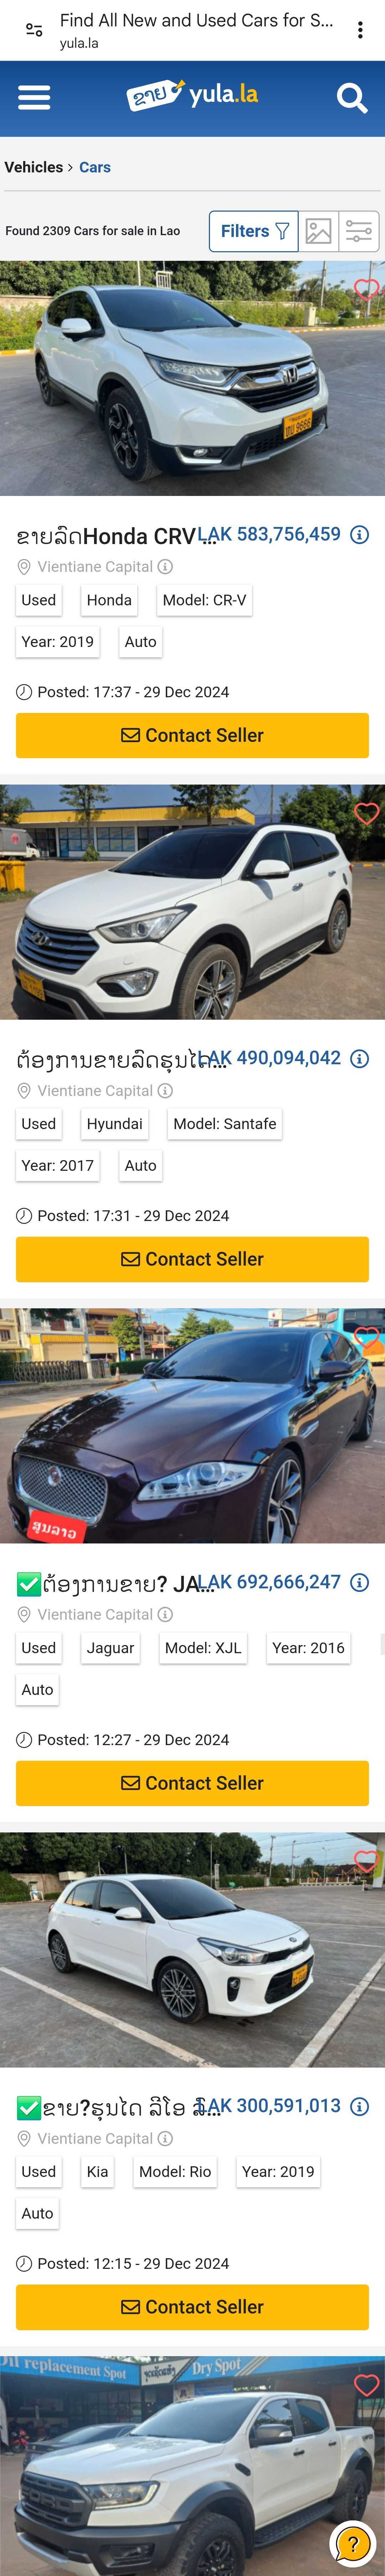 Find All New and Used Cars for S...
yula.la
ຂາຍ yula.la
Vehicles > Cars
Found 2309 Cars for sale in Lao
Filters
9666
ຂາຍລົດHonda CRV ... LAK 583,756,459
Vientiane Capital
Used Honda Model: CR-V
Year: 2019 Auto
Posted: 17:37 - 29 Dec 2024
Contact Seller
ຕ້ອງການຂາຍລົດຮຸນໄດ... LAK 490,094,042
Vientiane Capital
Used Hyundai Model: Santafe
Year: 2017 Auto
Posted: 17:31 - 29 Dec 2024
Contact Seller
ສູນລາວ
✅ຕ້ອງການຂາຍ? JA... LAK 692,666,247
Vientiane Capital
Used Jaguar Model: XJL Year: 2016
Auto
Posted: 12:27 - 29 Dec 2024
Contact Seller
✅ຂາຍ?ຮຸນໄດ ລີໂອ ... LAK 300,591,013
Vientiane Capital
Used Kia Model: Rio Year: 2019
Auto
Posted: 12:15 - 29 Dec 2024
Contact Seller
Oil replacement Spot
Dry Spot
FORD
?